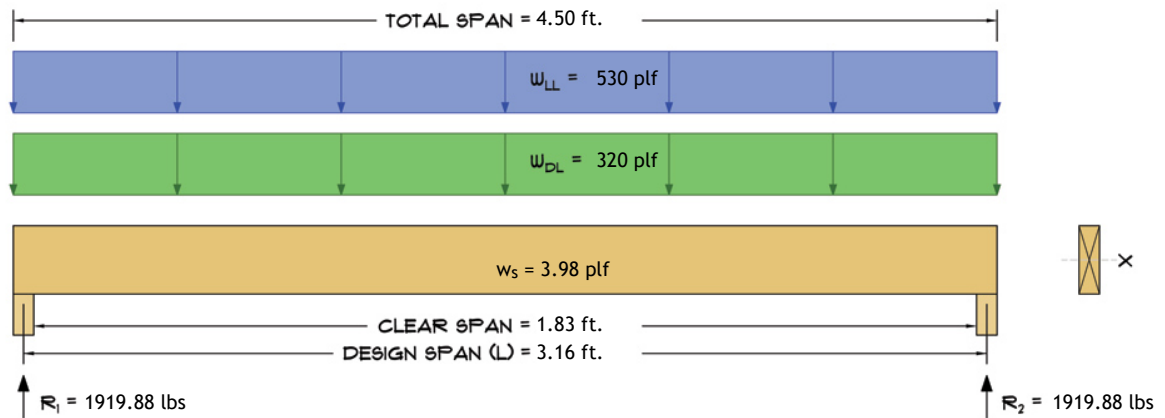 TOTAL SPAN = 4.50 ft.
wLL = 530 plf
wDL = 320 plf
ws = 3.98 plf
X
CLEAR SPAN = 1.83 ft.
DESIGN SPAN (L) = 3.16 ft.
R1 = 1919.88 lbs
R2 = 1919.88 lbs